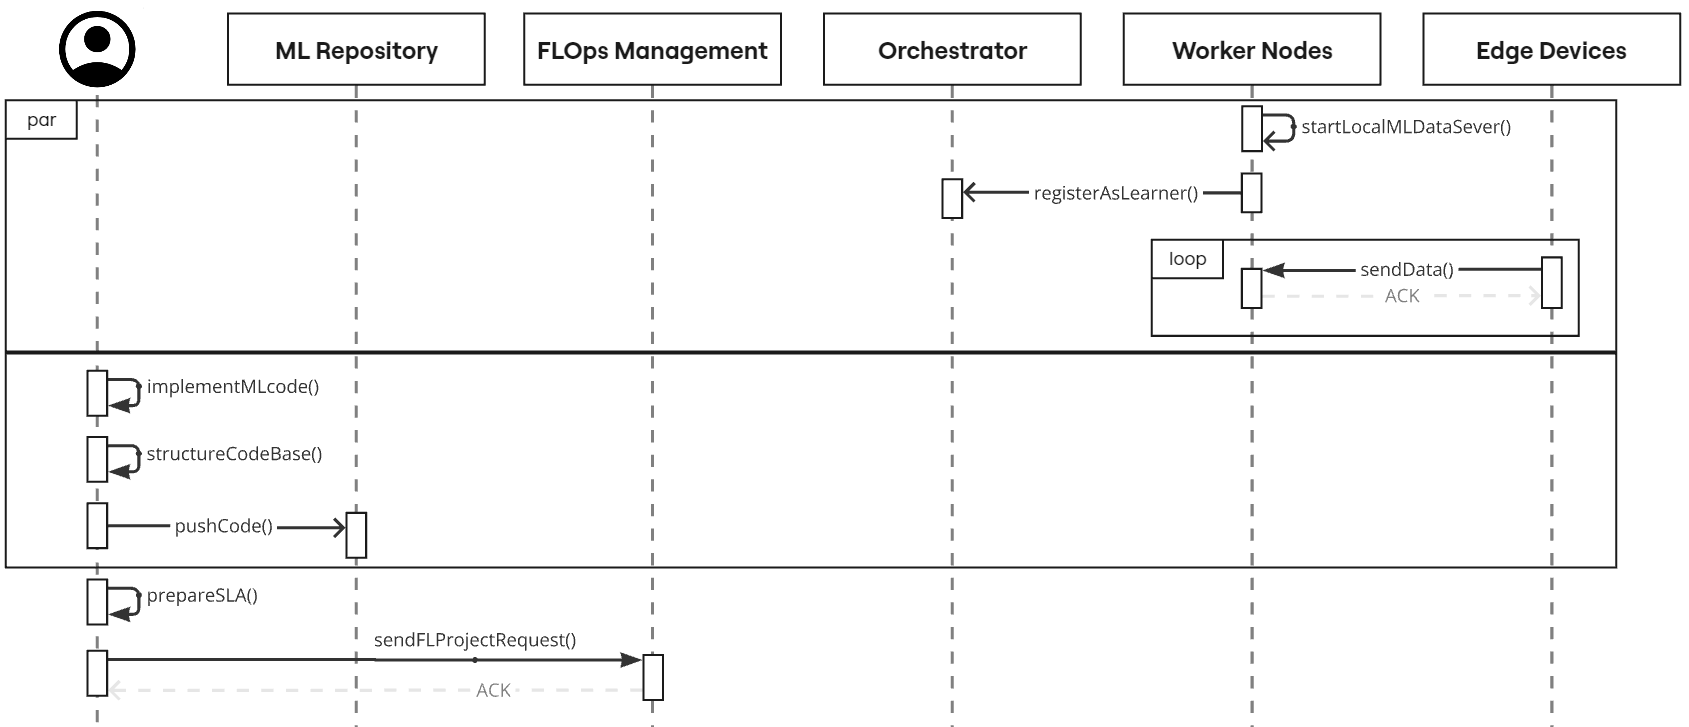 ML Repository
FLOps Management
Orchestrator
Worker Nodes
Edge Devices
par
startLocalMLDataSever()
registerAsLearner()
loop
sendData()
ACK
implementMLcode()
structureCodeBase()
pushCode()
prepareSLA()
sendFLProjectRequest()
ACK